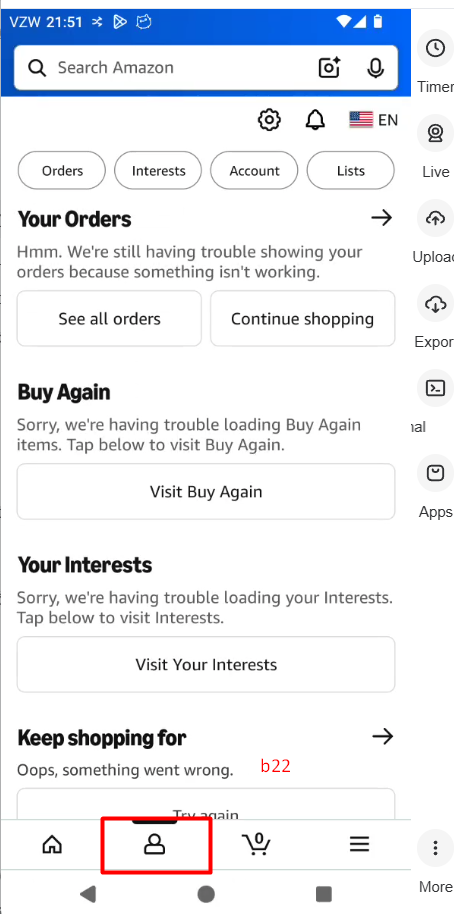 VZW 21:51
Search Amazon
EN
Orders
Interests
Account
Lists
Your Orders
Hmm. We're still having trouble showing your
orders because something isn't working.
See all orders
Continue shopping
Buy Again
Sorry, we're having trouble loading Buy Again
items. Tap below to visit Buy Again.
Visit Buy Again
Your Interests
Sorry, we're having trouble loading your Interests.
Tap below to visit Interests.
Visit Your Interests
Keep shopping for
Oops, something went wrong.
b22
Try again
0
Timer
Live
Upload
Expor
nal
Apps
More